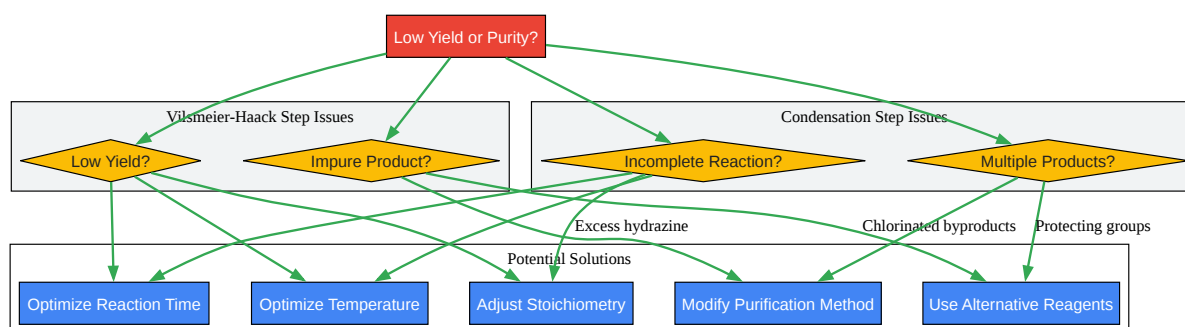 Low Yield or Purity?
Vilsmeier-Haack Step Issues
Condensation Step Issues
Low Yield?
Impure Product?
Incomplete Reaction?
Multiple Products?
Excess hydrazine
Chlorinated byproducts
Protecting groups
Potential Solutions
Optimize Reaction Time
Optimize Temperature
Adjust Stoichiometry
Modify Purification Method
Use Alternative Reagents